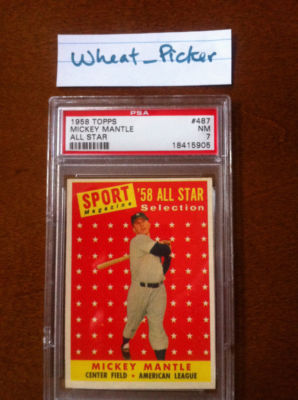 Wheat_Picker
PSA
1958 TOPPS #487
MICKEY MANTLE NM
ALL STAR 7
18415905
SPORT '58 ALL STAR
Magazine Selection
MICKEY MANTLE
CENTER FIELD • AMERICAN LEAGUE